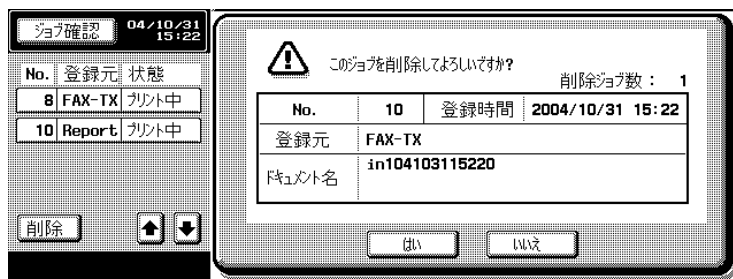 ジョブ確認 04/10/31
15:22
No. 登録元 状態
8 FAX-TX プリント中
10 Report プリント中
削除
このジョブを削除してよろしいですか?
削除ジョブ数： 1
No. 10 登録時間 2004/10/31 15:22
登録元 FAX-TX
ドキュメント名 in104103115220
はい いいえ